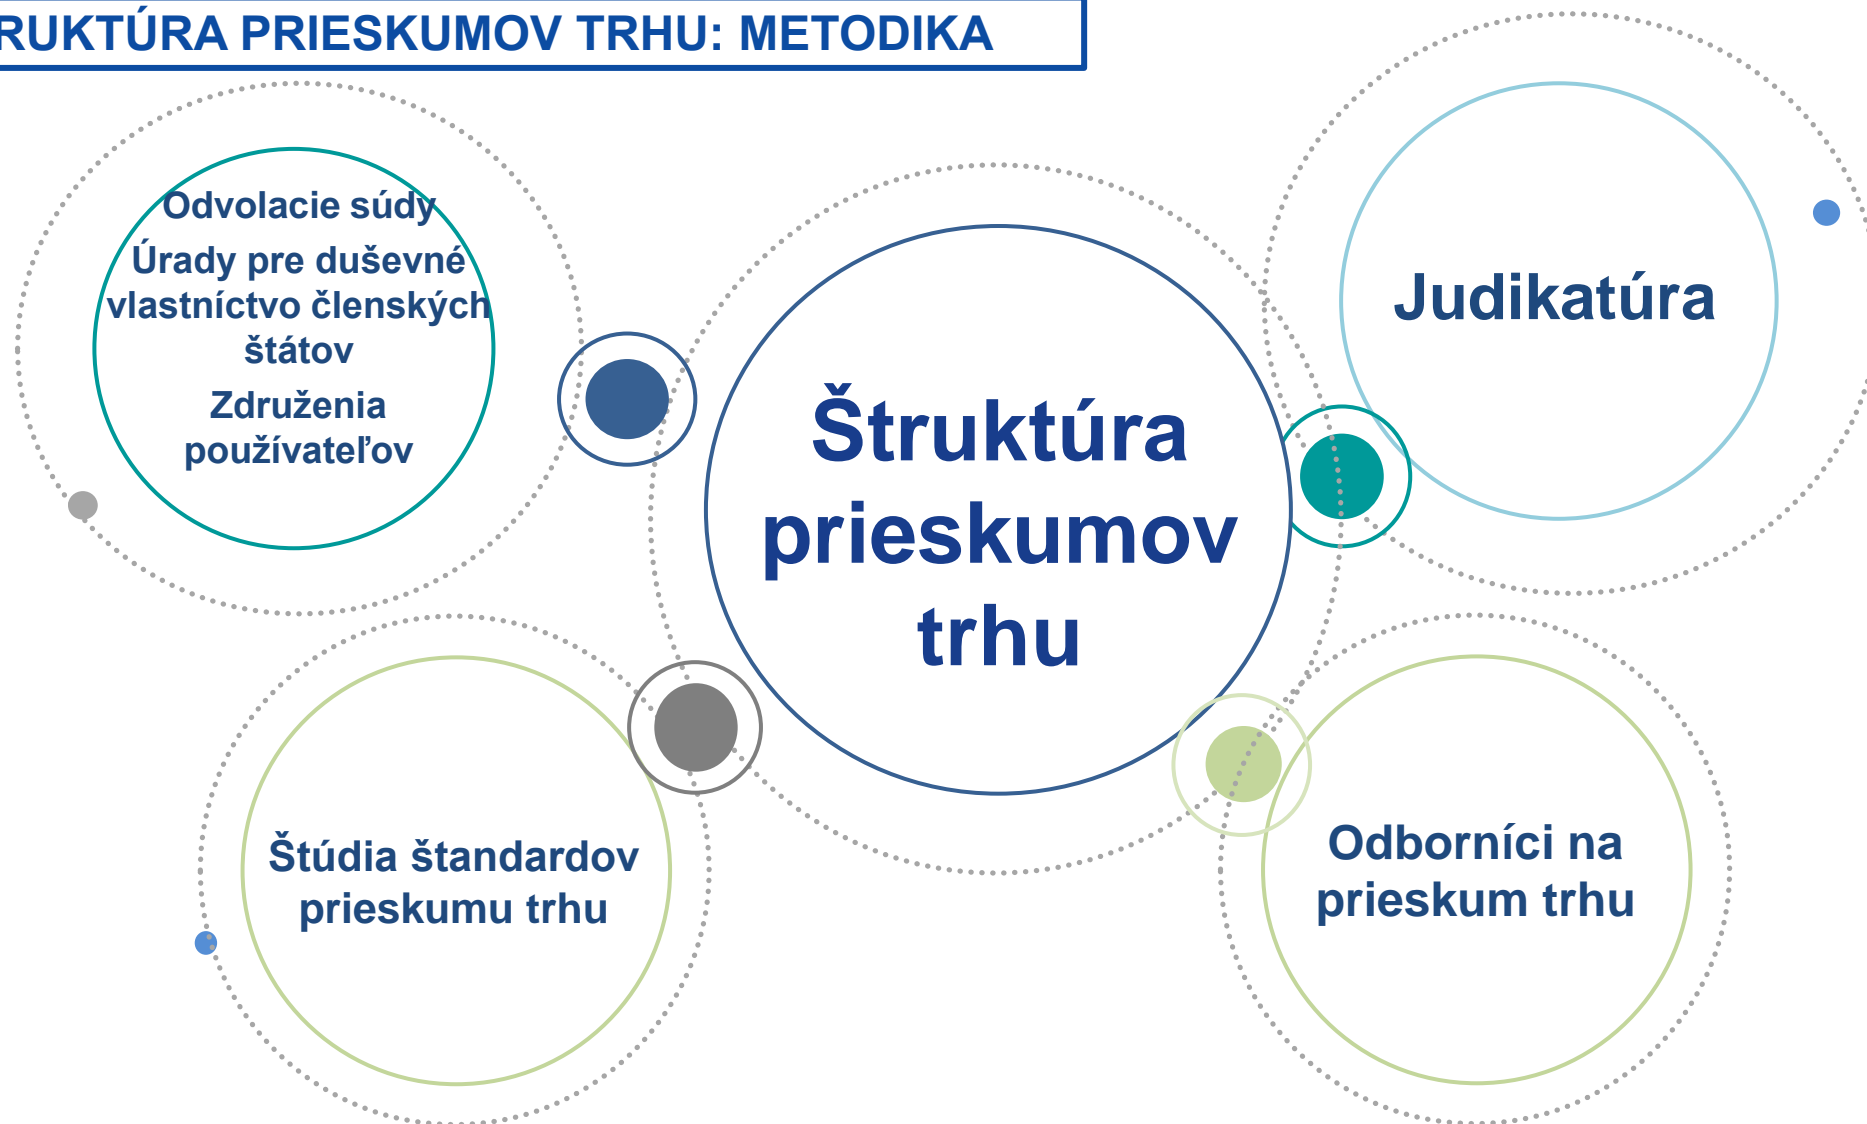 RUKTÚRA PRIESKUMOV TRHU: METODIKA
Odvolacie súdy
Úrady pre duševné
vlastníctvo členských
štátov
Združenia
používateľov
Štruktúra
prieskumov
trhu
Judikatúra
Štúdia štandardov
prieskumu trhu
Odborníci na
prieskum trhu